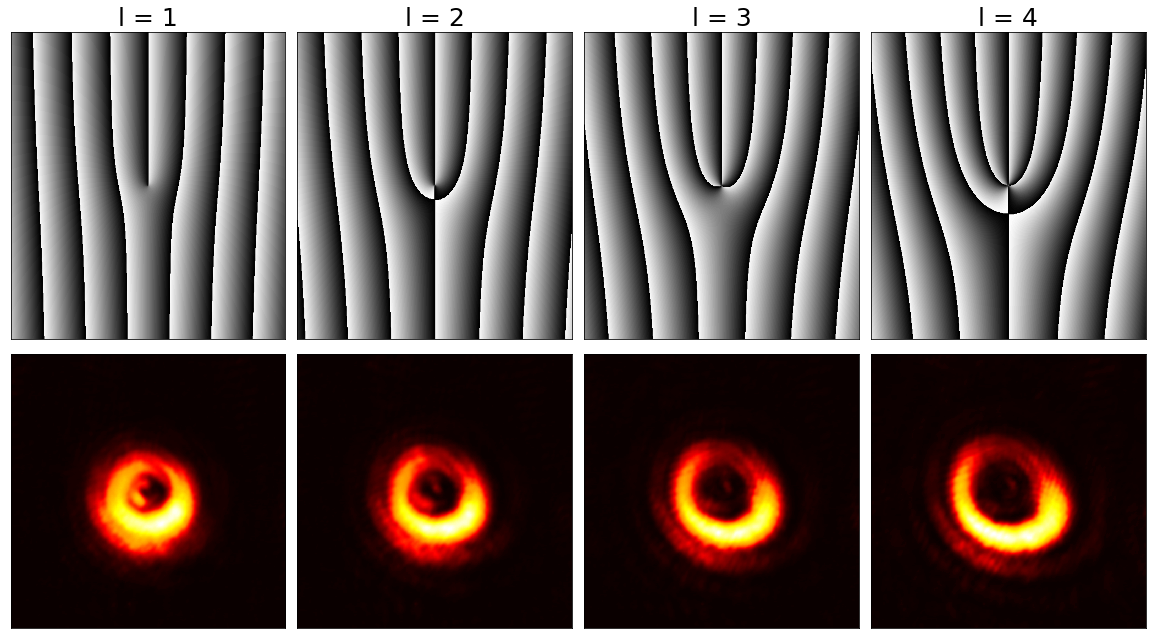 l = 1
l = 2
l = 3
l = 4